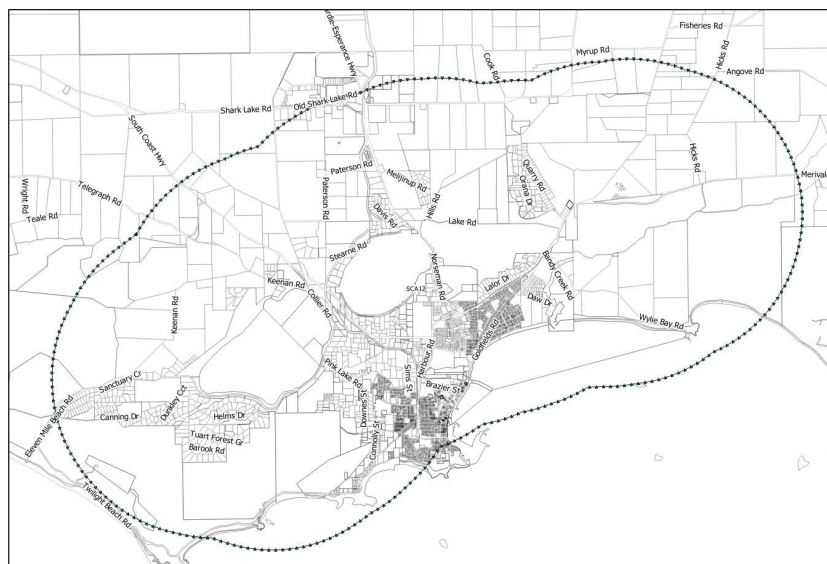 Fisheries Rd
Myrup Rd
Hicks Rd
Cook Rd
Angove Rd
die-Esperance Hwy
Old Shark Lake Rd
Shark Lake Rd
South Coast Hwy
Hicks Rd
Quarry Rd
Orana Dr
Paterson Rd
Melijinup Rd
Merival
Telegraph Rd
Wright Rd
Teale Rd
Paterson Rd
Davis Rd
Hills Rd
Lake Rd
Stearne Rd
Norseman Rd
Bandy Creek Rd
Lalor Dr
Keenan Rd
SCA12
Daw Dr
Collier Rd
Keenan Rd
Goldfields Rd
Wylie Bay Rd
Harbour Rd
Pink Lake Rd
Sims St
Brazier St
Sanctuary Cr
Dunkley Cct
Downes St
Eleven Mile Beach Rd
Canning Dr
Helms Dr
Connolly St
Tuart Forest Gr
Barook Rd
Twilight Beach Rd